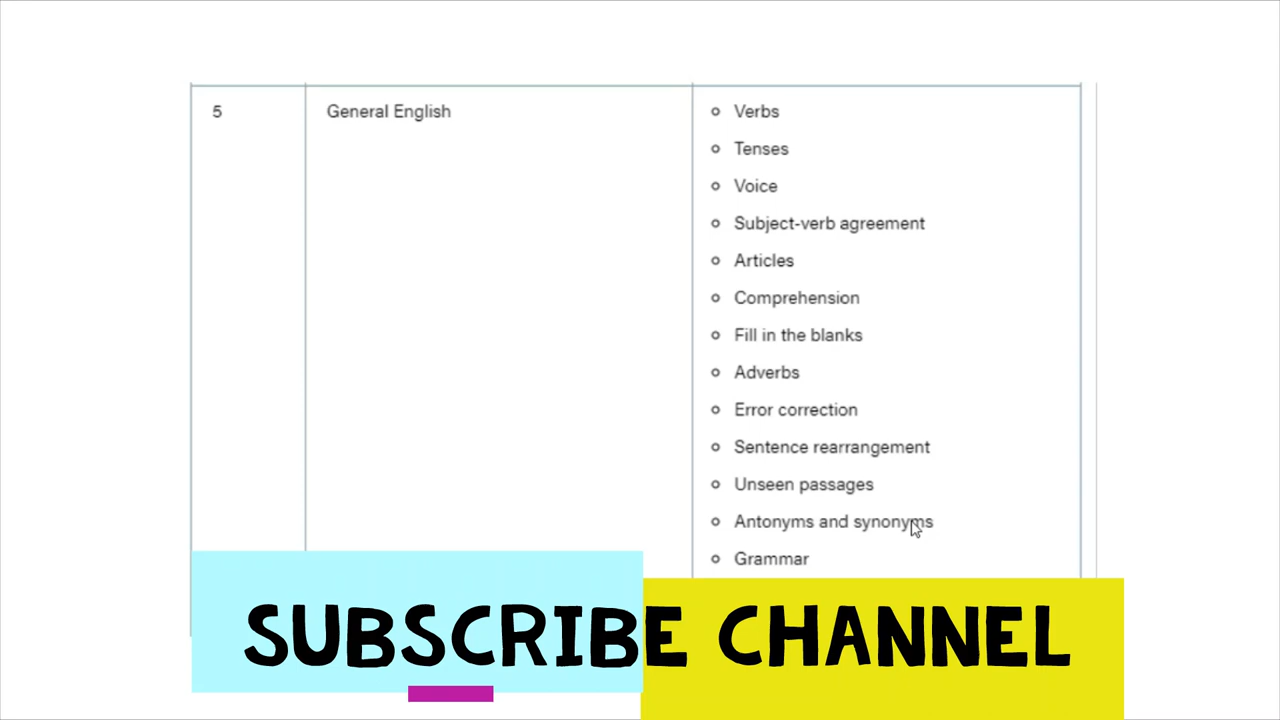 5
General English
Verbs
Tenses
Voice
Subject-verb agreement
Articles
Comprehension
Fill in the blanks
Adverbs
Error correction
Sentence rearrangement
Unseen passages
Antonyms and synonyms
Grammar
SUBSCRIBE CHANNEL